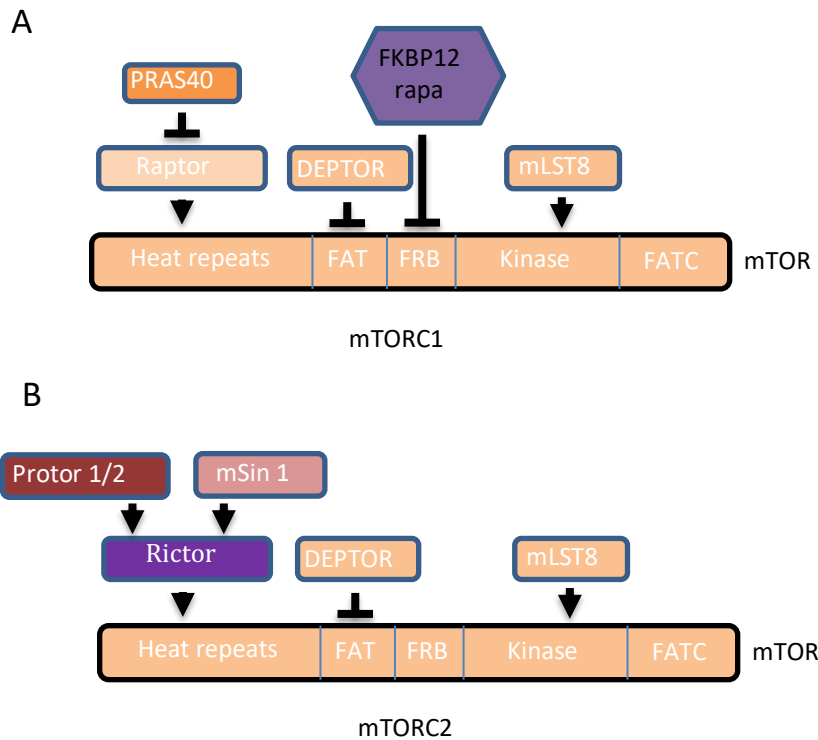 A
PRAS40
FKBP12
rapa
Raptor
DEPTOR
mLST8
Heat repeats
FAT
FRB
Kinase
FATC
mTOR
mTORC1
B
Protor 1/2
mSin 1
Rictor
DEPTOR
mLST8
Heat repeats
FAT
FRB
Kinase
FATC
mTOR
mTORC2